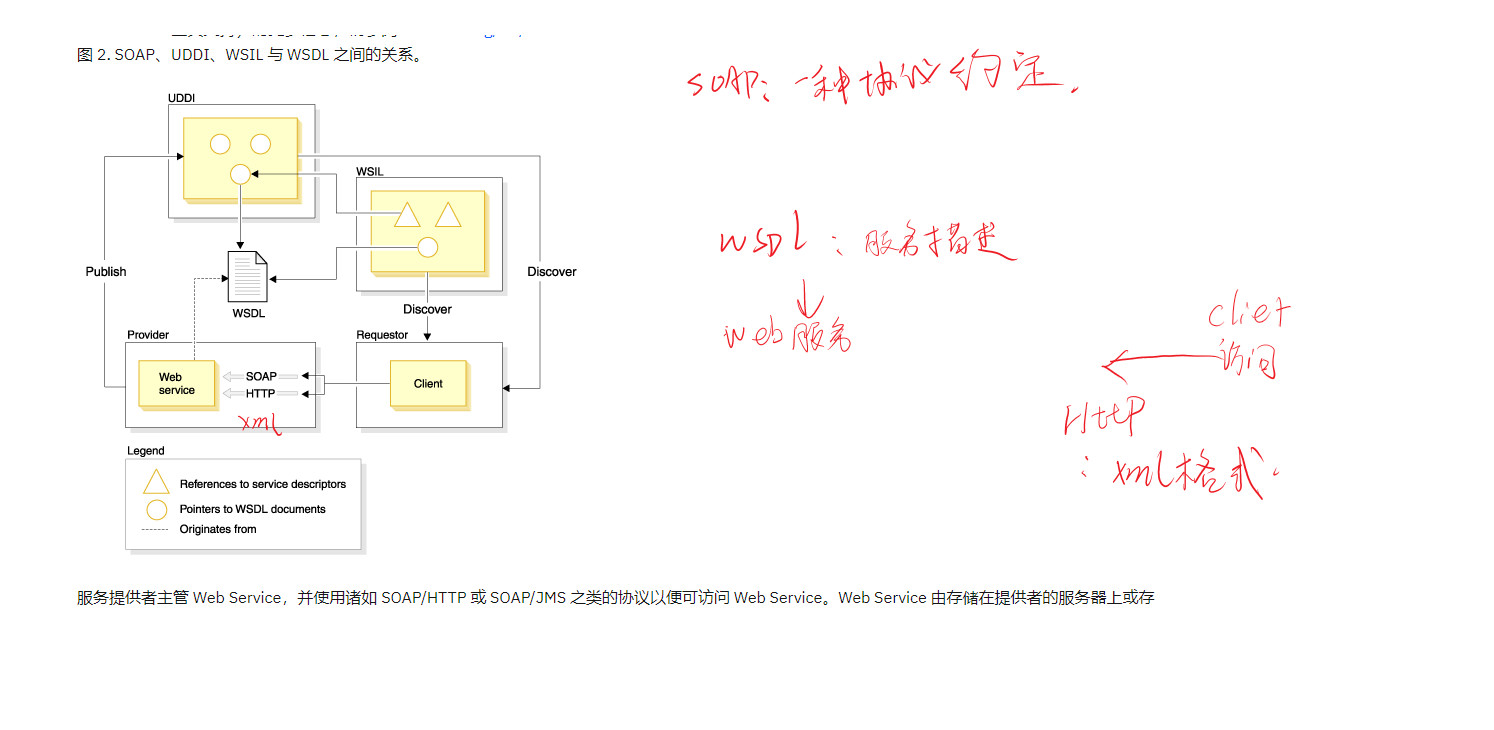 图 2. SOAP、UDDI、WSIL 与 WSDL 之间的关系。
SOAP: 一种协议约定.
UDDI
WSIL
WSDL : 服务描述
Publish
Discover
WSDL
Discover
web服务
Provider
Requestor
cliet
访问
Web
service
SOAP
HTTP
Client
xml
Http
: xml格式.
Legend
References to service descriptors
Pointers to WSDL documents
Originates from
服务提供者主管 Web Service，并使用诸如 SOAP/HTTP 或 SOAP/JMS 之类的协议以便可访问 Web Service。Web Service 由存储在提供者的服务器上或存